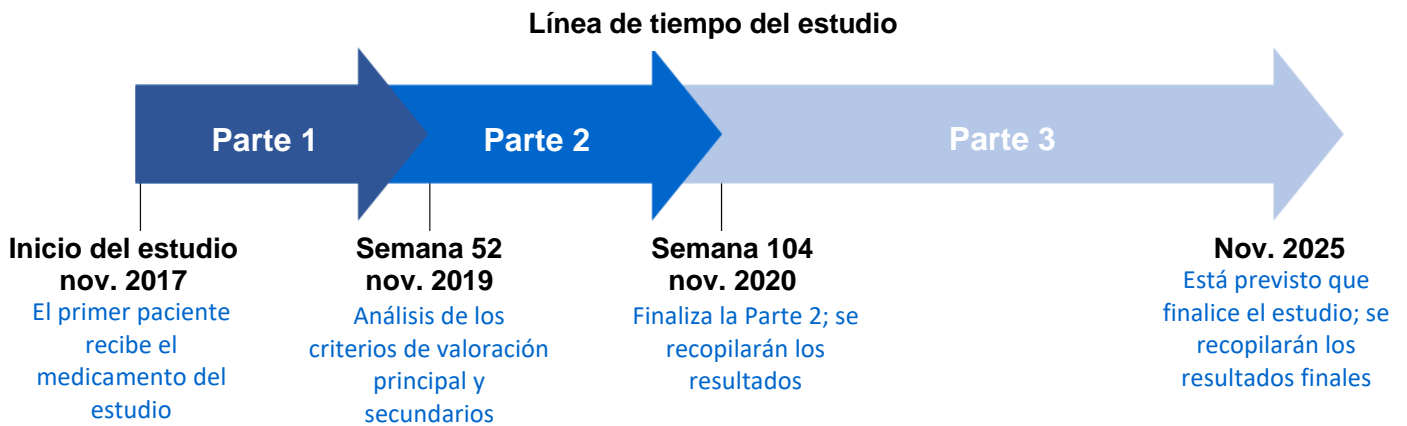 Línea de tiempo del estudio
Parte 1
Parte 2
Parte 3
Inicio del estudio
nov. 2017
El primer paciente
recibe el
medicamento del
estudio
Semana 52
nov. 2019
Análisis de los
criterios de valoración
principal y
secundarios
Semana 104
nov. 2020
Finaliza la Parte 2; se
recopilarán los
resultados
Nov. 2025
Está previsto que
finalice el estudio; se
recopilarán los
resultados finales